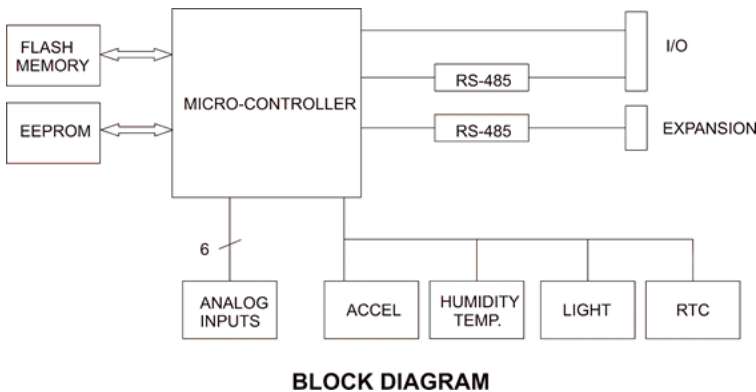 FLASH
MEMORY
EEPROM
MICRO-CONTROLLER
RS-485
RS-485
I/O
EXPANSION
6
ANALOG
INPUTS
ACCEL
HUMIDITY
TEMP.
LIGHT
RTC
BLOCK DIAGRAM